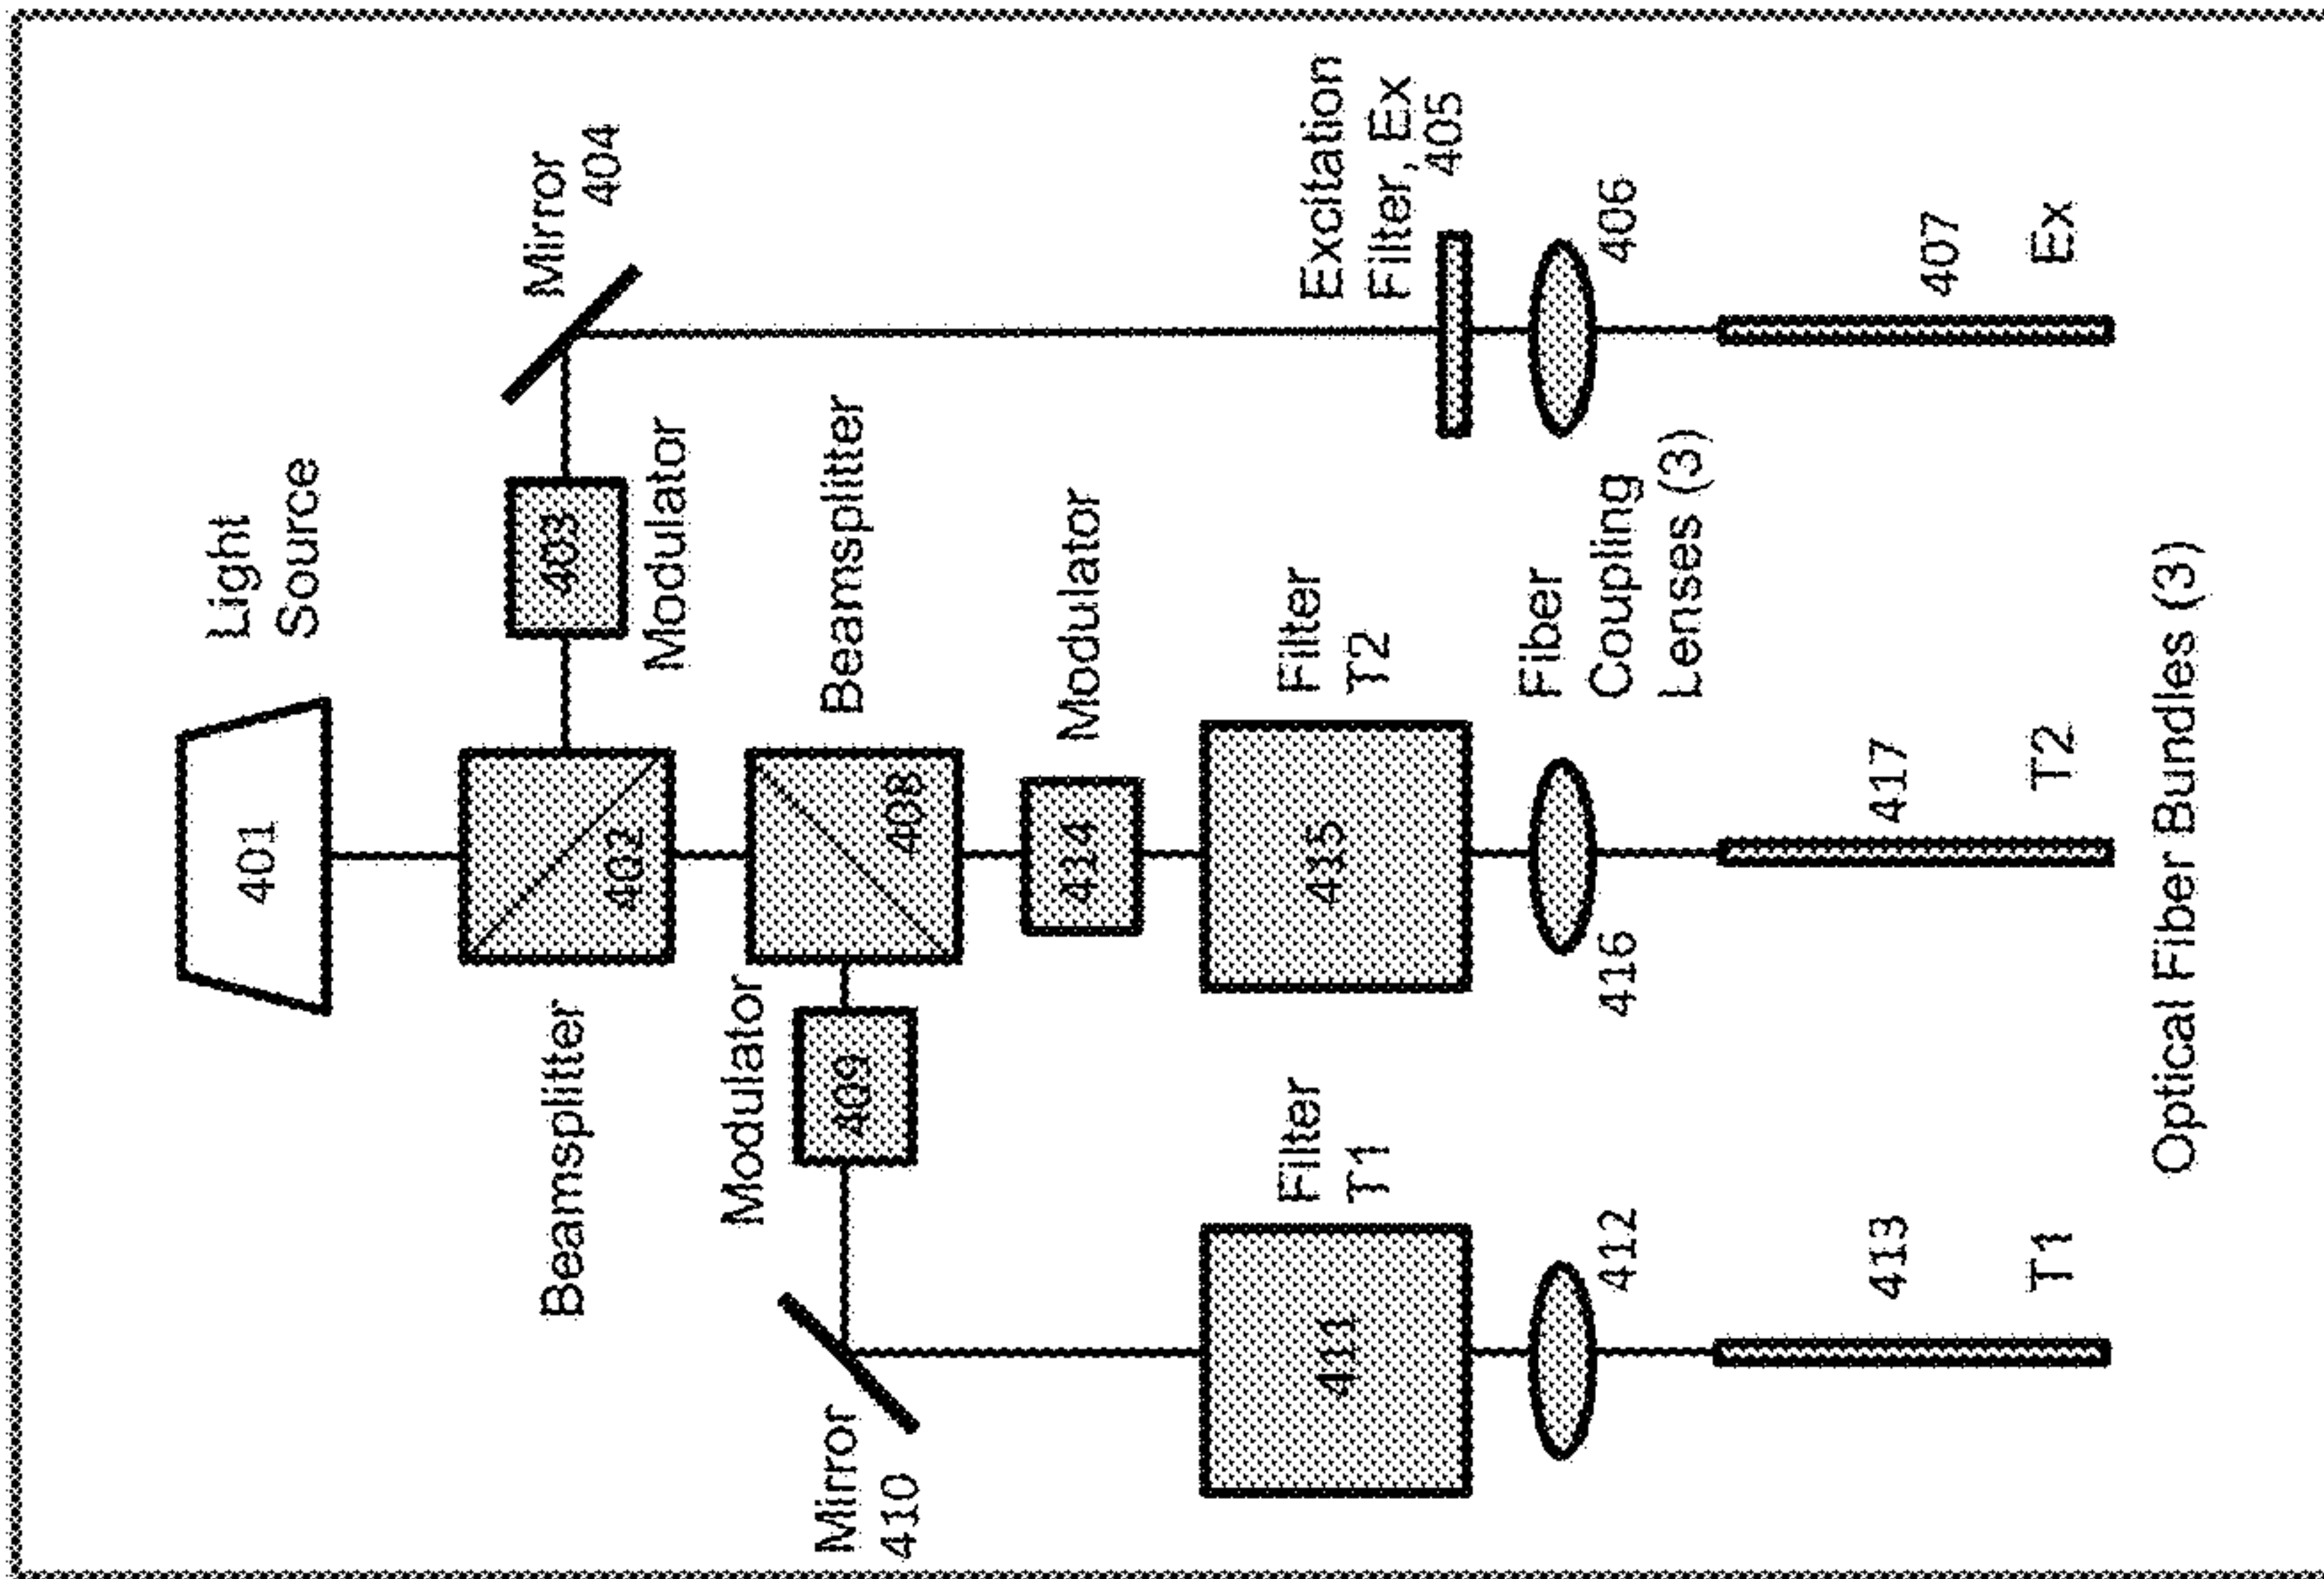 Light
Source
401
Beamsplitter
402
403
Modulator
Mirror
404
Beamsplitter
408
Modulator
409
Mirror
410
Modulator
414
Filter
T1
411
Filter
T2
415
Excitation
Filter, Ex
405
412
416
Fiber
Coupling
Lenses (3)
406
413
417
407
T1
T2
Ex
Optical Fiber Bundles (3)